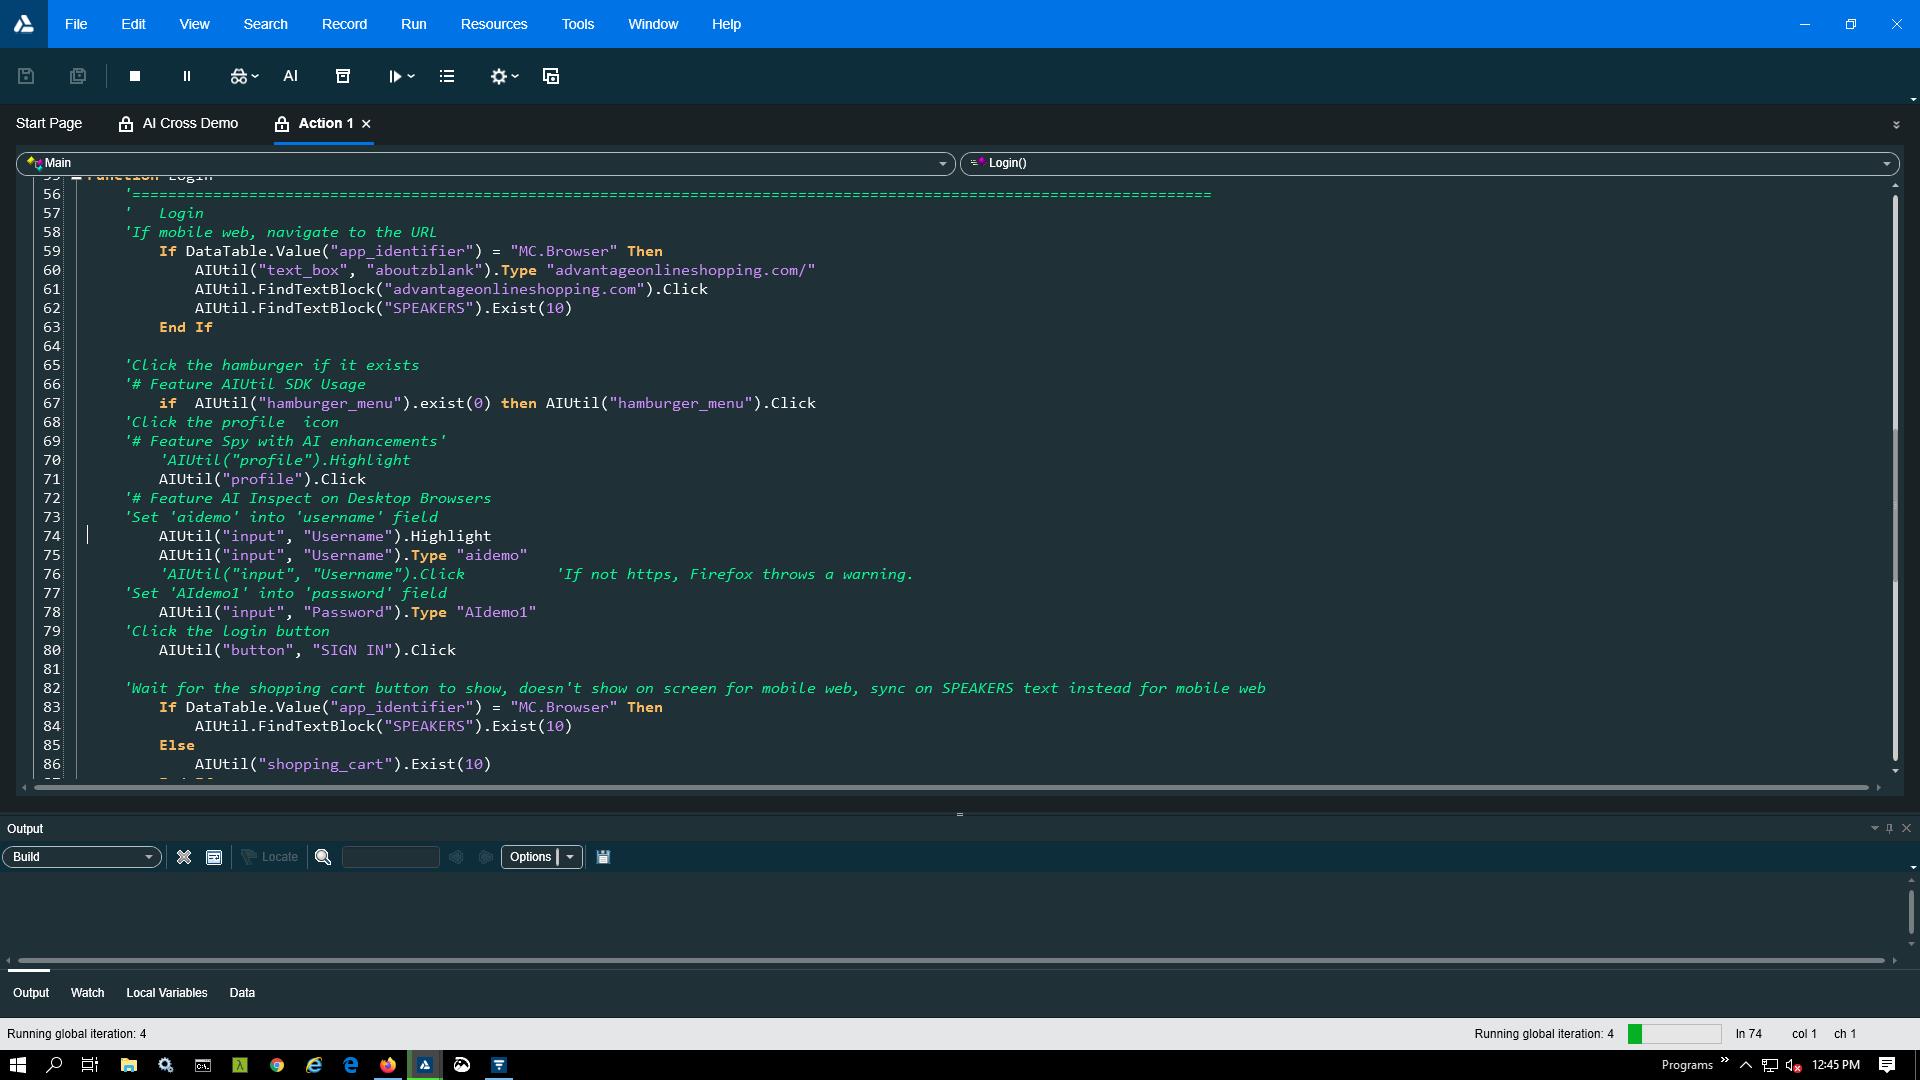 File Edit View Search Record Run Resources Tools Window Help
AI
Start Page AI Cross Demo Action 1
Main Login()
55 Function Login
56 '========================================================================================================================
57 '   Login
58 'If mobile web, navigate to the URL
59 If DataTable.Value("app_identifier") = "MC.Browser" Then
60 AIUtil("text_box", "aboutzblank").Type "advantageonlineshopping.com/"
61 AIUtil.FindTextBlock("advantageonlineshopping.com").Click
62 AIUtil.FindTextBlock("SPEAKERS").Exist(10)
63 End If
64
65 'Click the hamburger if it exists
66 '# Feature AIUtil SDK Usage
67 if  AIUtil("hamburger_menu").exist(0) then AIUtil("hamburger_menu").Click
68 'Click the profile  icon
69 '# Feature Spy with AI enhancements'
70 'AIUtil("profile").Highlight
71 AIUtil("profile").Click
72 '# Feature AI Inspect on Desktop Browsers
73 'Set 'aidemo' into 'username' field
74 AIUtil("input", "Username").Highlight
75 AIUtil("input", "Username").Type "aidemo"
76 'AIUtil("input", "Username").Click          'If not https, Firefox throws a warning.
77 'Set 'AIdemo1' into 'password' field
78 AIUtil("input", "Password").Type "AIdemo1"
79 'Click the login button
80 AIUtil("button", "SIGN IN").Click
81
82 'Wait for the shopping cart button to show, doesn't show on screen for mobile web, sync on SPEAKERS text instead for mobile web
83 If DataTable.Value("app_identifier") = "MC.Browser" Then
84 AIUtil.FindTextBlock("SPEAKERS").Exist(10)
85 Else
86 AIUtil("shopping_cart").Exist(10)
Output
Build Locate Options
Output Watch Local Variables Data
Running global iteration: 4 Running global iteration: 4 ln 74 col 1 ch 1
Programs 12:45 PM